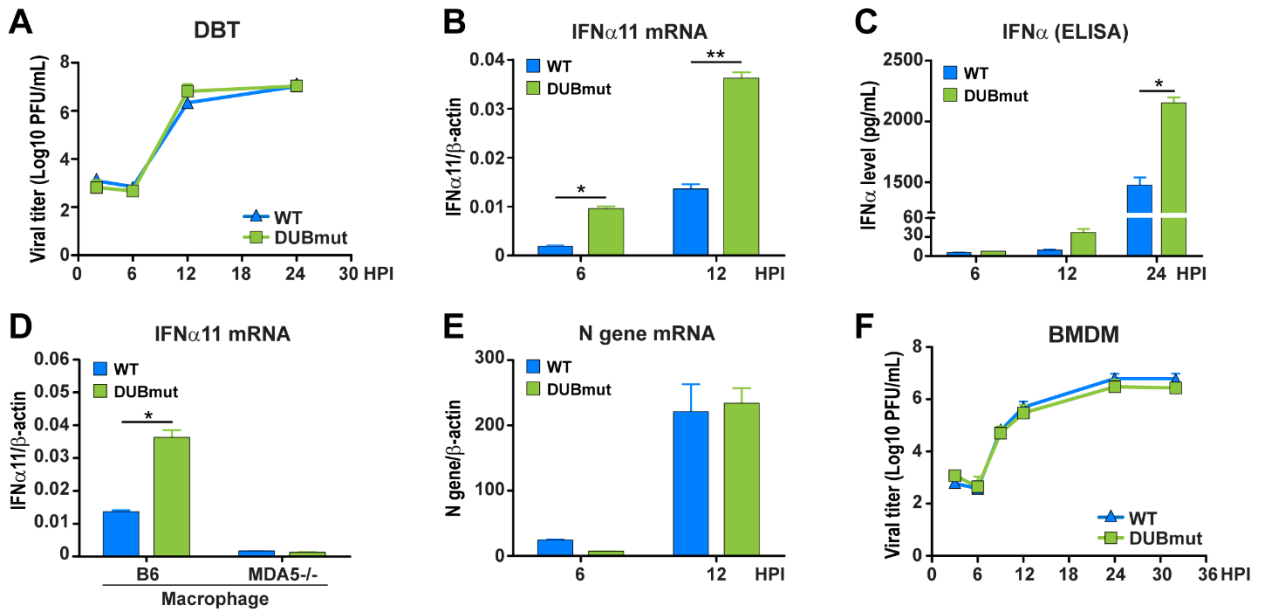 A
DBT
Viral titer (Log10 PFU/mL)
8
6
4
2
0
WT
DUBmut
0 6 12 18 24 30 HPI
B
IFNα11 mRNA
IFNα11/β-actin
0.04
0.03
0.02
0.01
0
WT
DUBmut
*
**
6 12 HPI
C
IFNα (ELISA)
IFNα level (pg/mL)
2500
2000
1500
60
30
0
WT
DUBmut
*
6 12 24 HPI
D
IFNα11 mRNA
IFNα11/β-actin
0.06
0.05
0.04
0.03
0.02
0.01
0
WT
DUBmut
*
B6 MDA5-/-
Macrophage
E
N gene mRNA
N gene/β-actin
300
200
100
0
WT
DUBmut
6 12 HPI
F
BMDM
Viral titer (Log10 PFU/mL)
8
6
4
2
0
WT
DUBmut
0 6 12 18 24 30 36
HPI